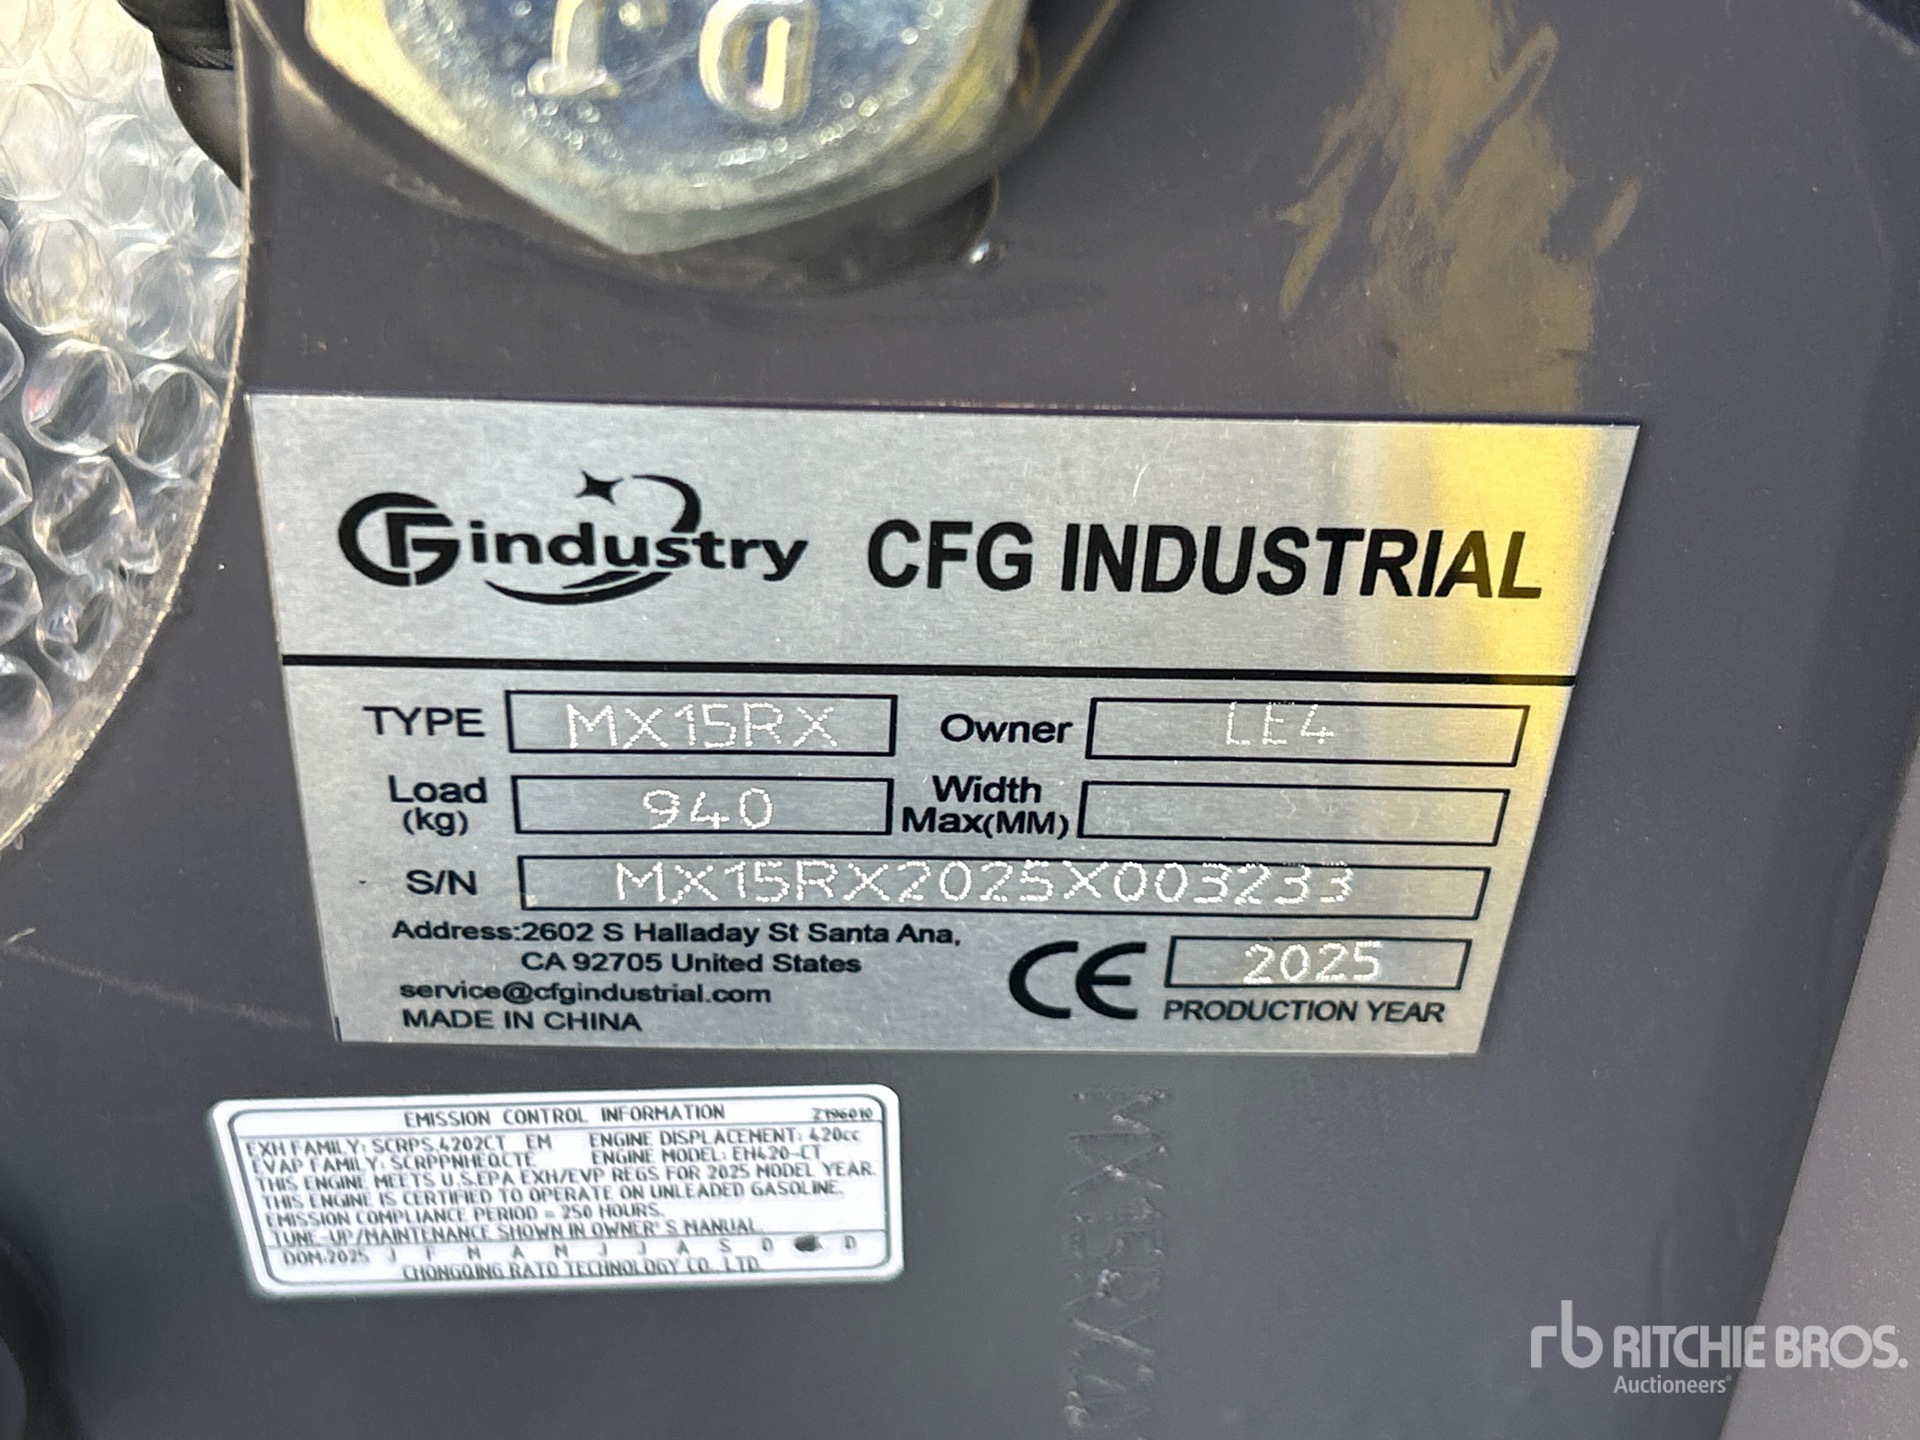 CFG industry CFG INDUSTRIAL
TYPE MX15RX Owner LE4
Load (kg) 940 Width Max(MM)
S/N MX15RX2025X003233
Address:2602 S Halladay St Santa Ana,
CA 92705 United States
service@cfgindustrial.com
MADE IN CHINA
CE 2025
PRODUCTION YEAR
EMISSION CONTROL INFORMATION Z196010
EXH FAMILY: SCRPS.4202CT EM ENGINE DISPLACEMENT: 420cc
EVAP FAMILY: SCRPPNHEQCTE ENGINE MODEL: EH420-CT
THIS ENGINE MEETS U.S.EPA EXH/EVP REGS FOR 2025 MODEL YEAR.
THIS ENGINE IS CERTIFIED TO OPERATE ON UNLEADED GASOLINE.
EMISSION COMPLIANCE PERIOD = 250 HOURS.
TUNE-UP/MAINTENANCE SHOWN IN OWNER'S MANUAL.
DOM:2025 J F M A M J J A S O D
CHONGQING RATO TECHNOLOGY CO., LTD.
rb RITCHIE BROS.
Auctioneers